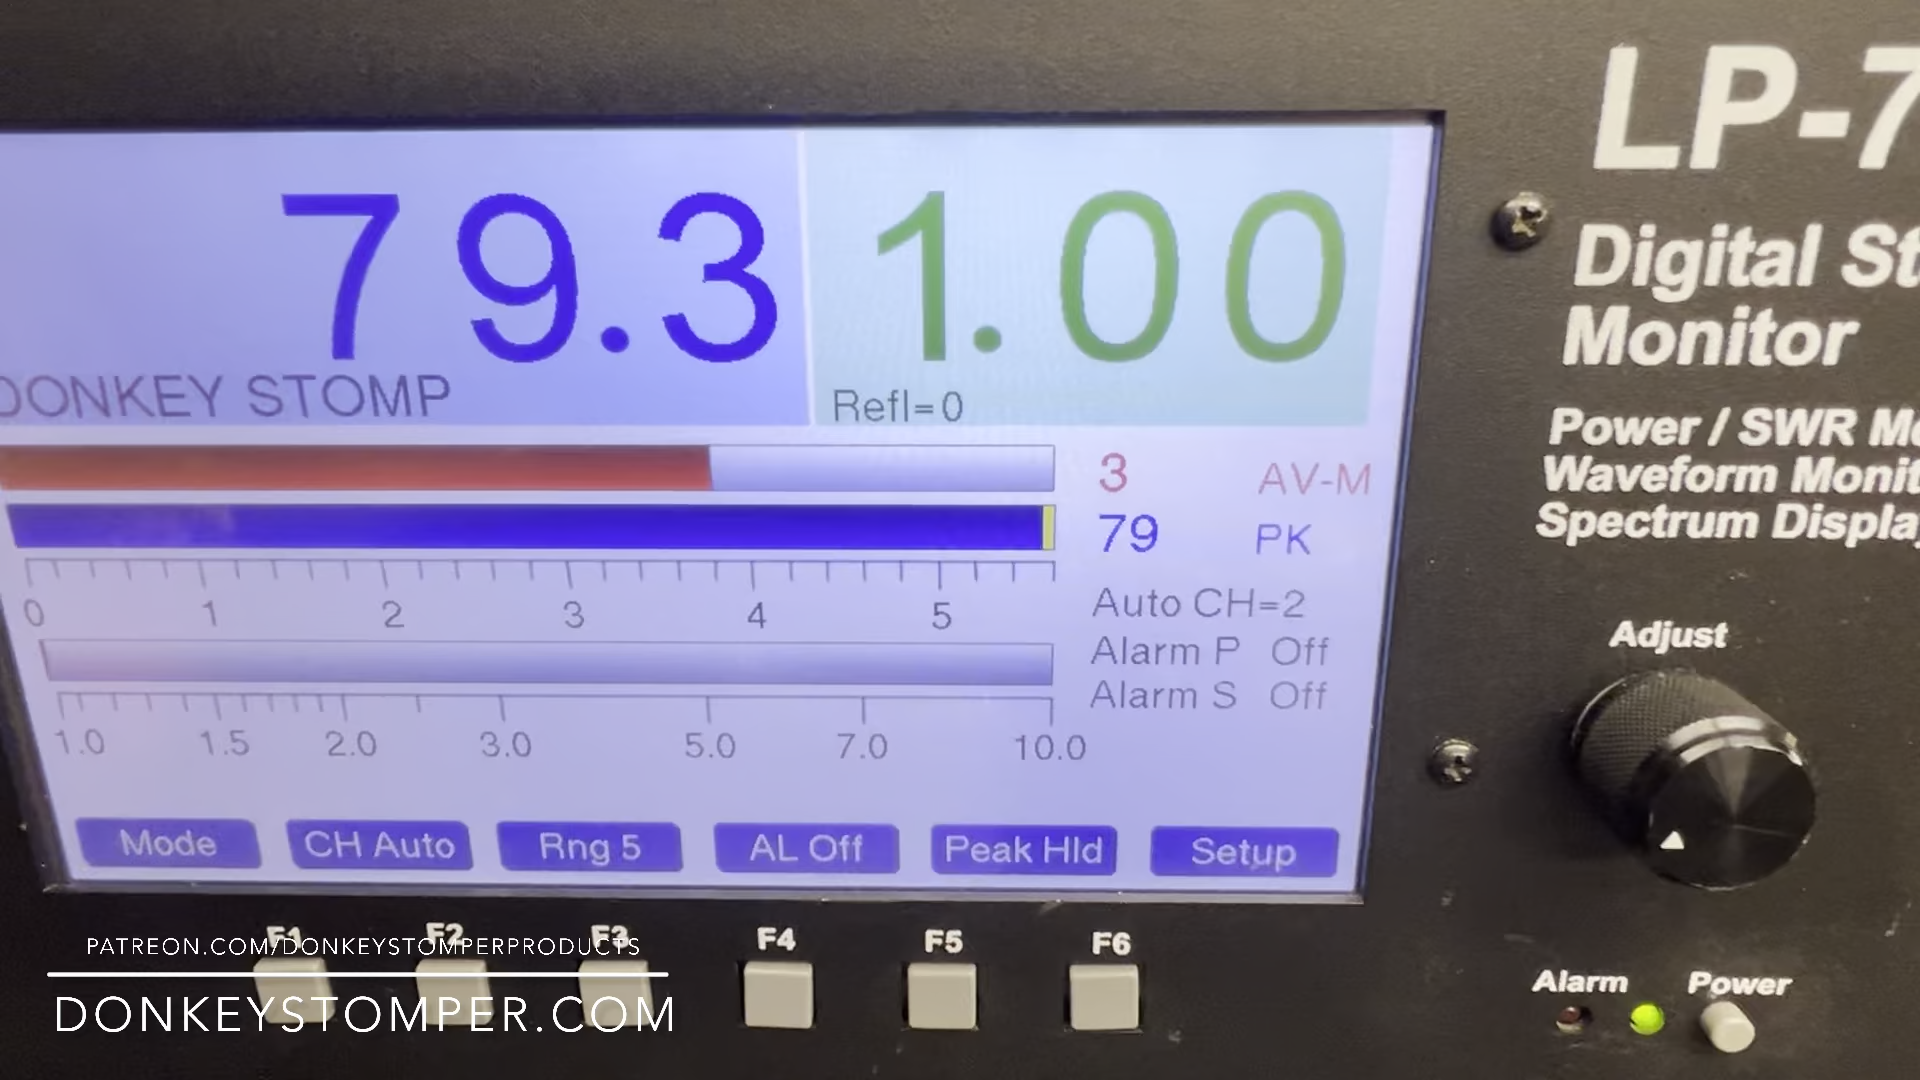 LP-7
Digital St
Monitor
Power / SWR Me
Waveform Monit
Spectrum Display
79.3
1.00
DONKEY STOMP
Refl=0
3 AV-M
79 PK
0 1 2 3 4 5
Auto CH=2
Alarm P Off
Alarm S Off
1.0 1.5 2.0 3.0 5.0 7.0 10.0
Mode CH Auto Rng 5 AL Off Peak Hld Setup
Adjust
F1 F2 F3 F4 F5 F6
Alarm Power
PATREON.COM/DONKEYSTOMPERPRODUCTS
DONKEYSTOMPER.COM